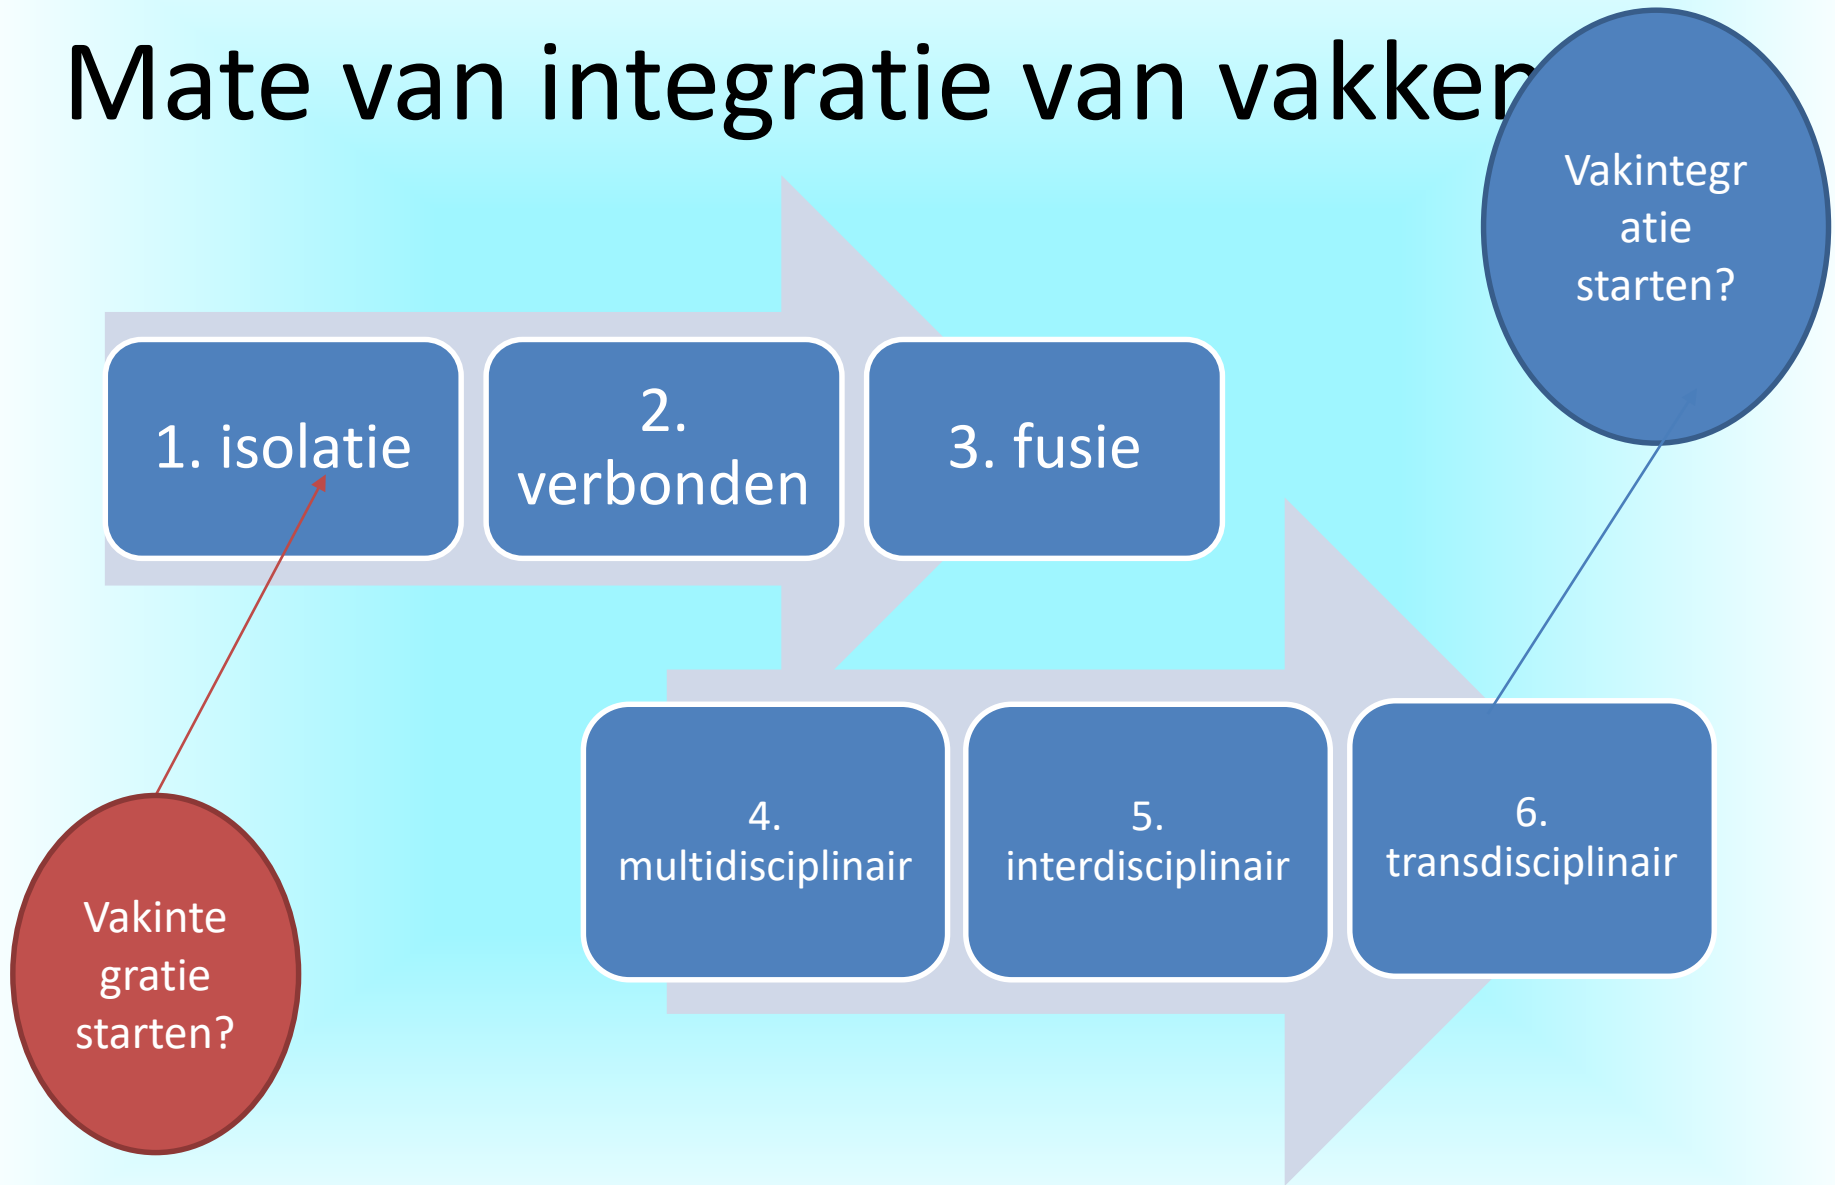 Mate van integratie van vakken
Vakintegr
atie
starten?
1. isolatie
2.
verbonden
3. fusie
4.
multidisciplinair
5.
interdisciplinair
6.
transdisciplinair
Vakinte
gratie
starten?